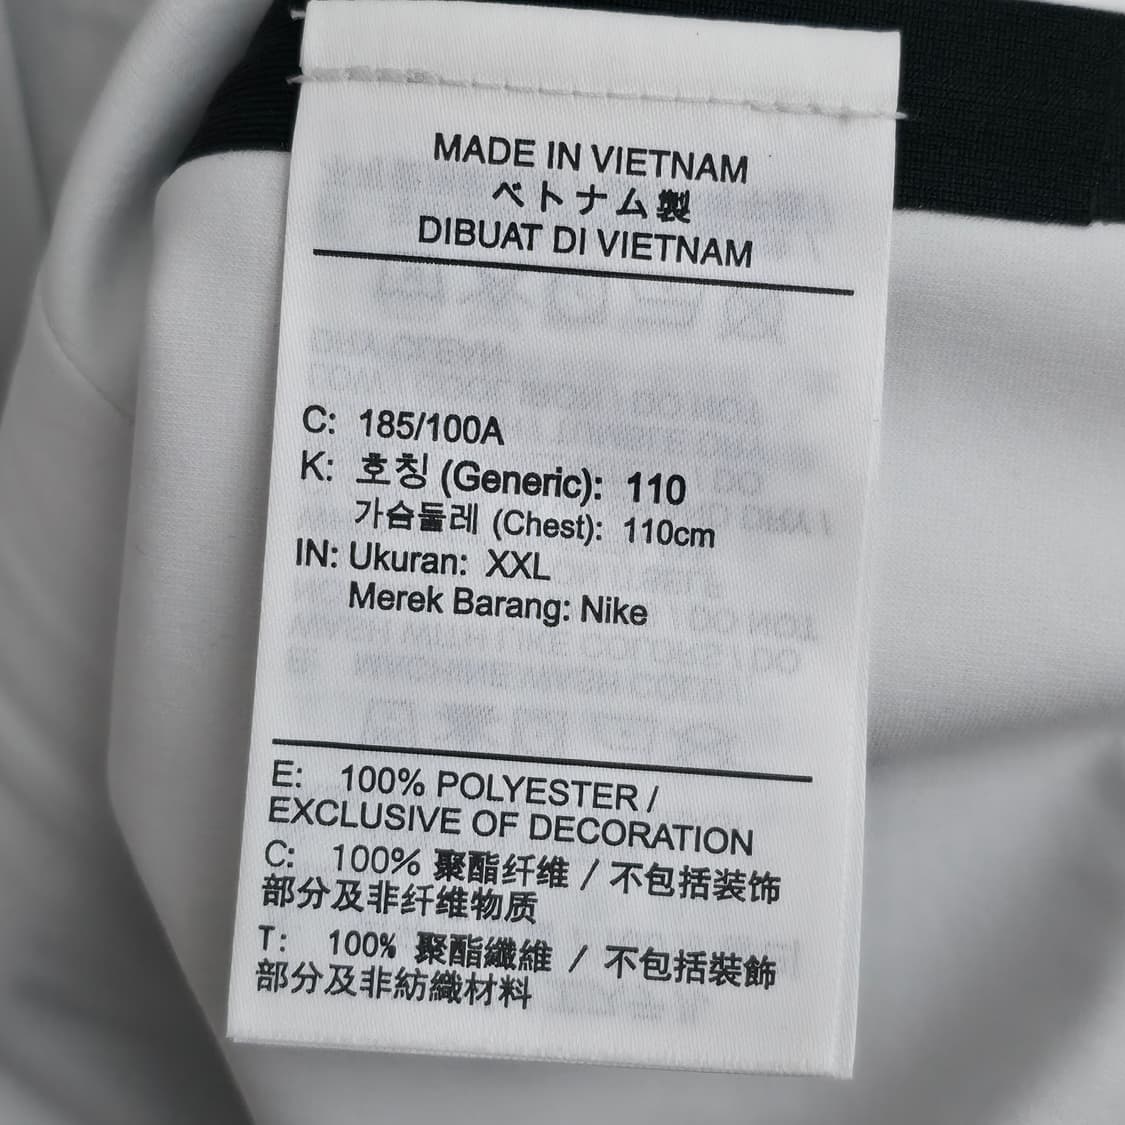 MADE IN VIETNAM
ベトナム製
DIBUAT DI VIETNAM
C: 185/100A
K: 호칭 (Generic): 110
가슴둘레 (Chest): 110cm
IN: Ukuran: XXL
Merek Barang: Nike
E: 100% POLYESTER /
EXCLUSIVE OF DECORATION
C: 100% 聚酯纤维 / 不包括装饰
部分及非纤维物质
T: 100% 聚酯纖維 / 不包括裝飾
部分及非紡織材料